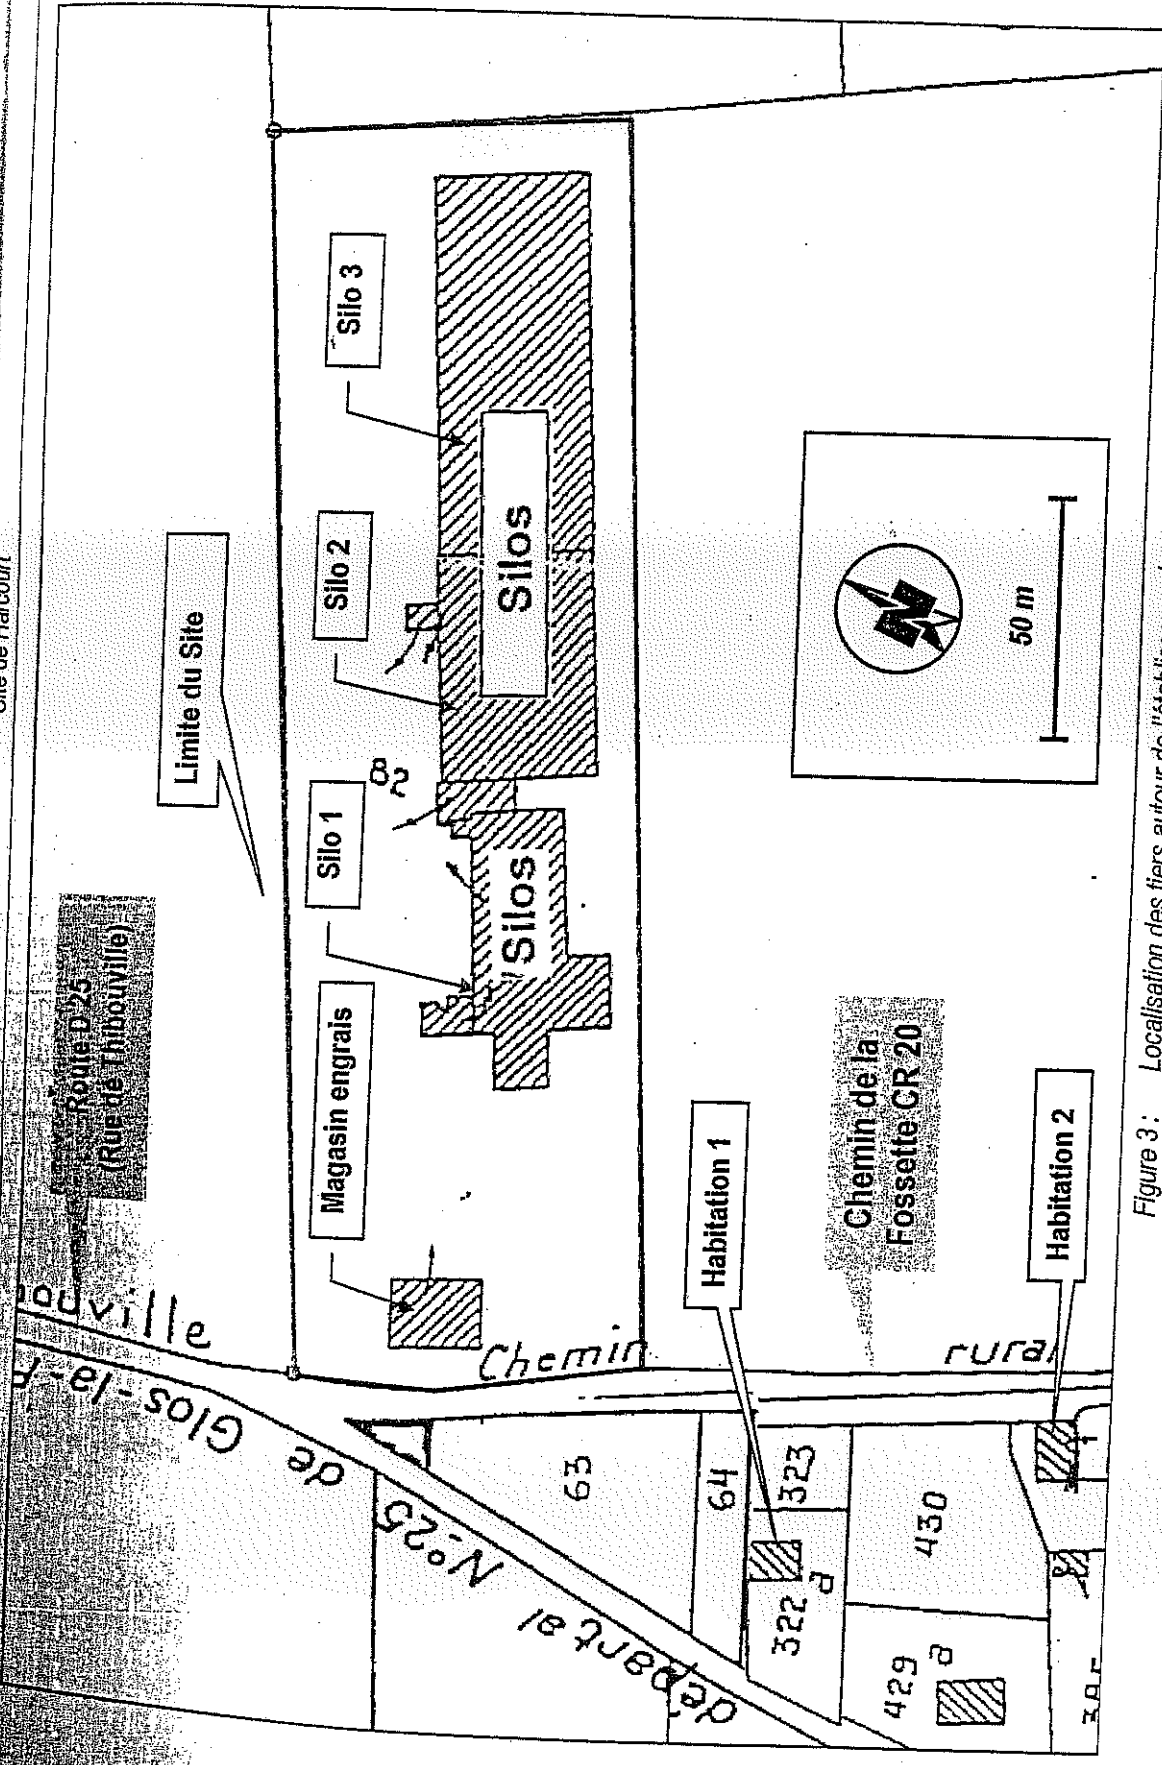 Site de Harcourt
Route D 25
(Rue de Thibouville)
Limite du Site
Silo 1
Silo 2
Silo 3
Magasin engrais
82
Silos
Silos
Glos-la-
de
N°25
départal
Chemin
rural
63
64
323
322
a
430
429
a
Habitation 1
Chemin de la
Fossette CR 20
Habitation 2
N
50 m
Figure 3 : Localisation des tiers autour de